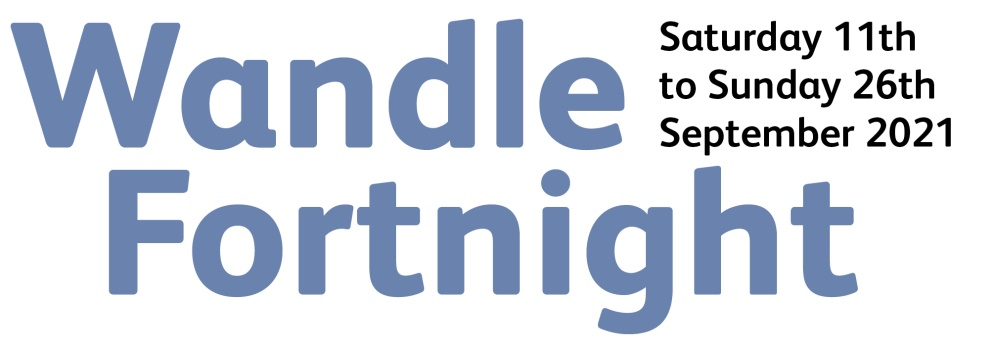 Wandle
Fortnight
Saturday 11th
to Sunday 26th
September 2021